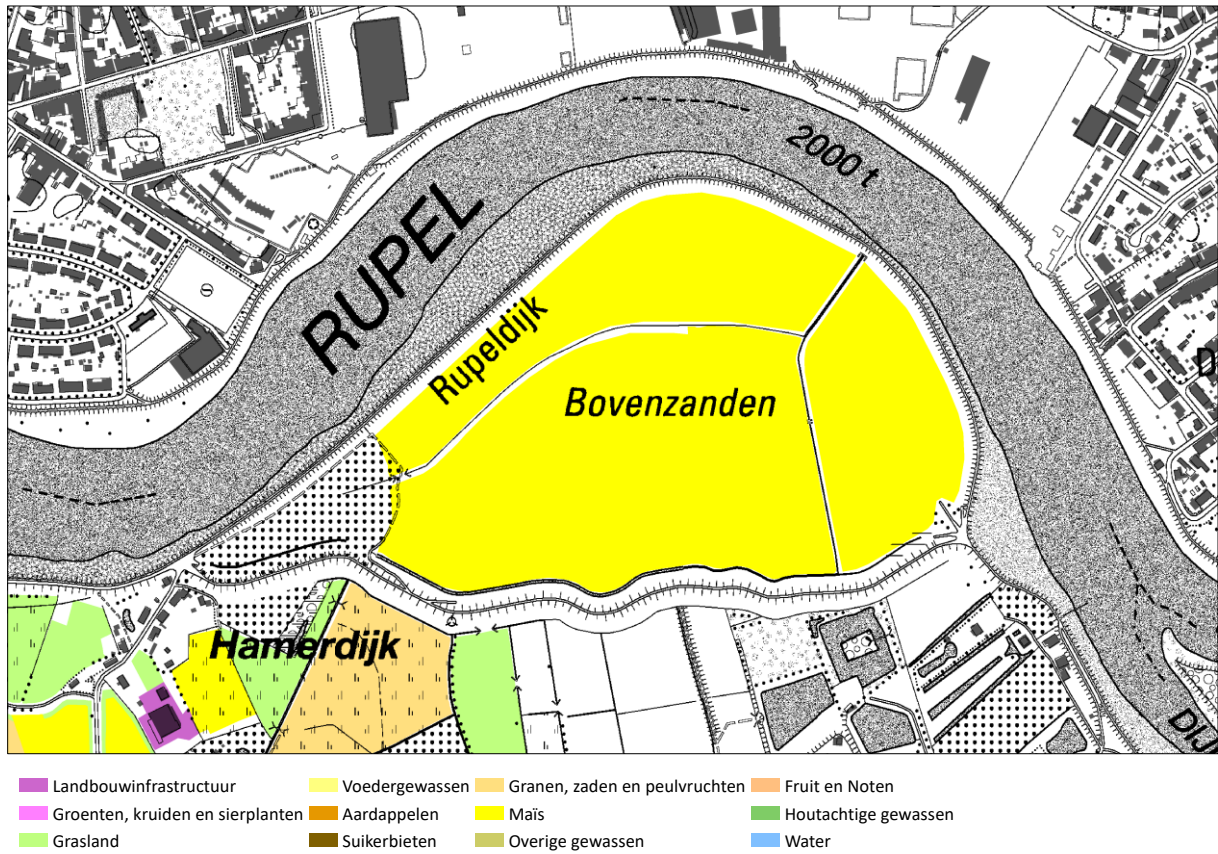 2000 t
RUPEL
Rupeldijk
Bovenzanden
D
Hamerdijk
DIJ
Landbouwinfrastructuur
Voedergewassen
Granen, zaden en peulvruchten
Fruit en Noten
Groenten, kruiden en sierplanten
Aardappelen
Maïs
Houtachtige gewassen
Grasland
Suikerbieten
Overige gewassen
Water